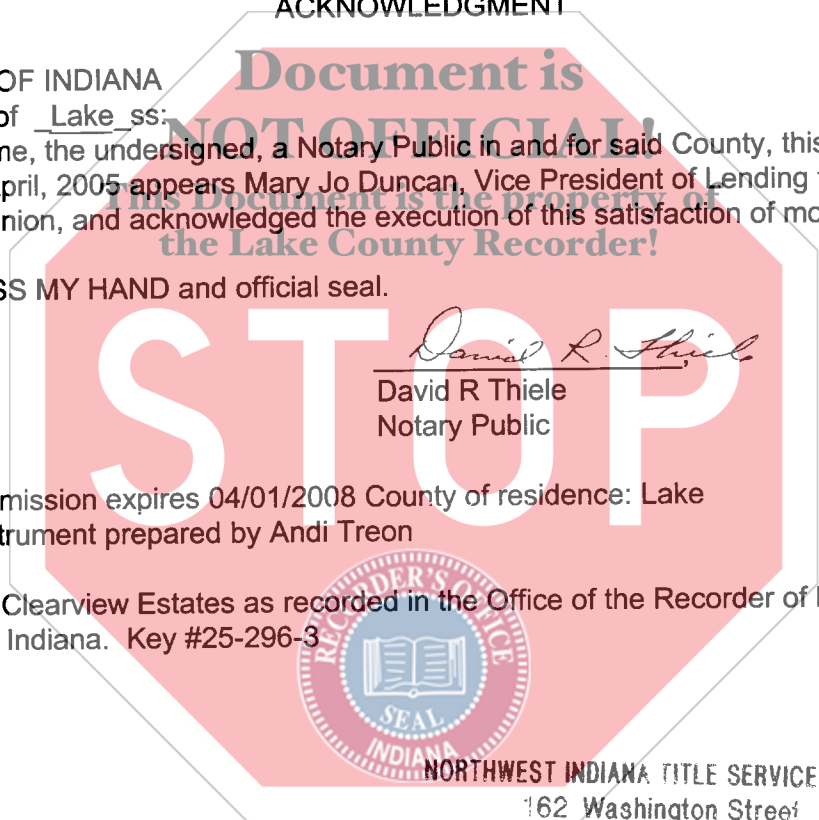 ACKNOWLEDGMENT
Document is
OF INDIANA
of _Lake_ss:
NOT OFFICIAL!
me, the undersigned, a Notary Public in and for said County, this
pril, 2005 appears Mary Jo Duncan, Vice President of Lending
This Document is the property of
nion, and acknowledged the execution of this satisfaction of mo
the Lake County Recorder!
SS MY HAND and official seal.
STOP
David R. Thiele
David R Thiele
Notary Public
mission expires 04/01/2008 County of residence: Lake
trument prepared by Andi Treon
Clearview Estates as recorded in the Office of the Recorder of
Indiana. Key #25-296-3
RECORDER'S OFFICE
SEAL
INDIANA
NORTHWEST INDIANA TITLE SERVICE
162 Washington Street